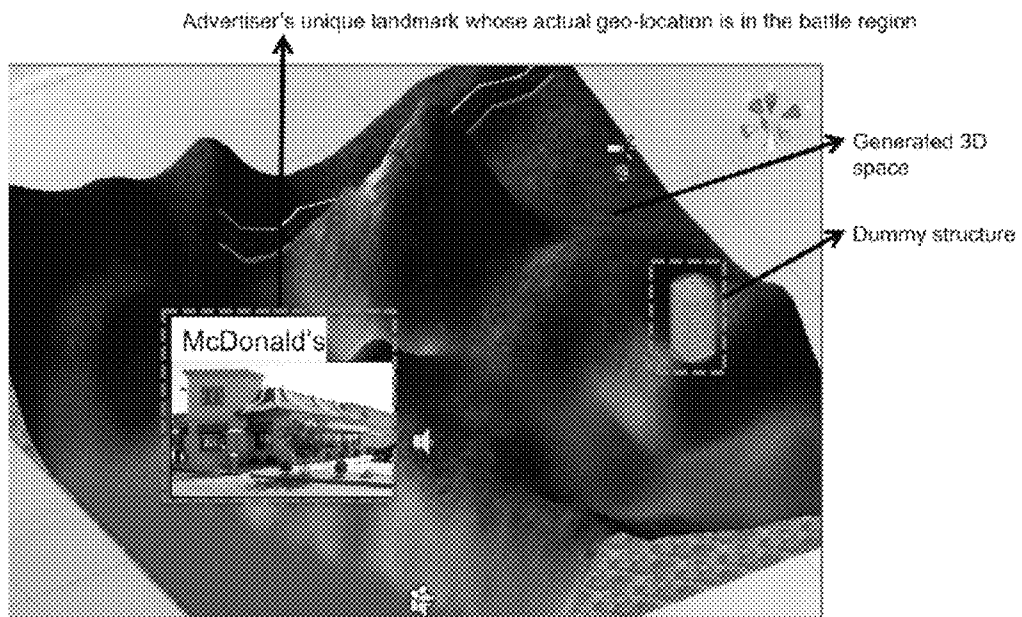 Advertiser's unique landmark whose actual geo-location is in the battle region
Generated 3D
space
Dummy structure
McDonald's